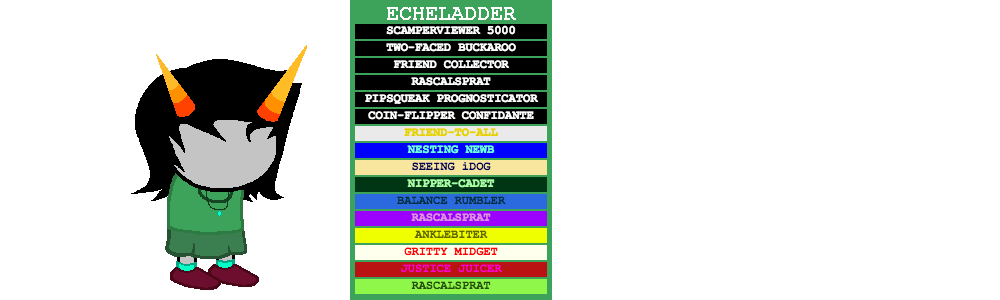 ECHELADDER
SCAMPERVIEWER 5000
TWO-FACED BUCKAROO
FRIEND COLLECTOR
RASCALSPRAT
PIPSQUEAK PROGNOSTICATOR
COIN-FLIPPER CONFIDANTE
FRIEND-TO-ALL
NESTING NEWB
SEEING iDOG
NIPPER-CADET
BALANCE RUMBLER
RASCALSPRAT
ANKLEBITER
GRITTY MIDGET
JUSTICE JUICER
RASCALSPRAT